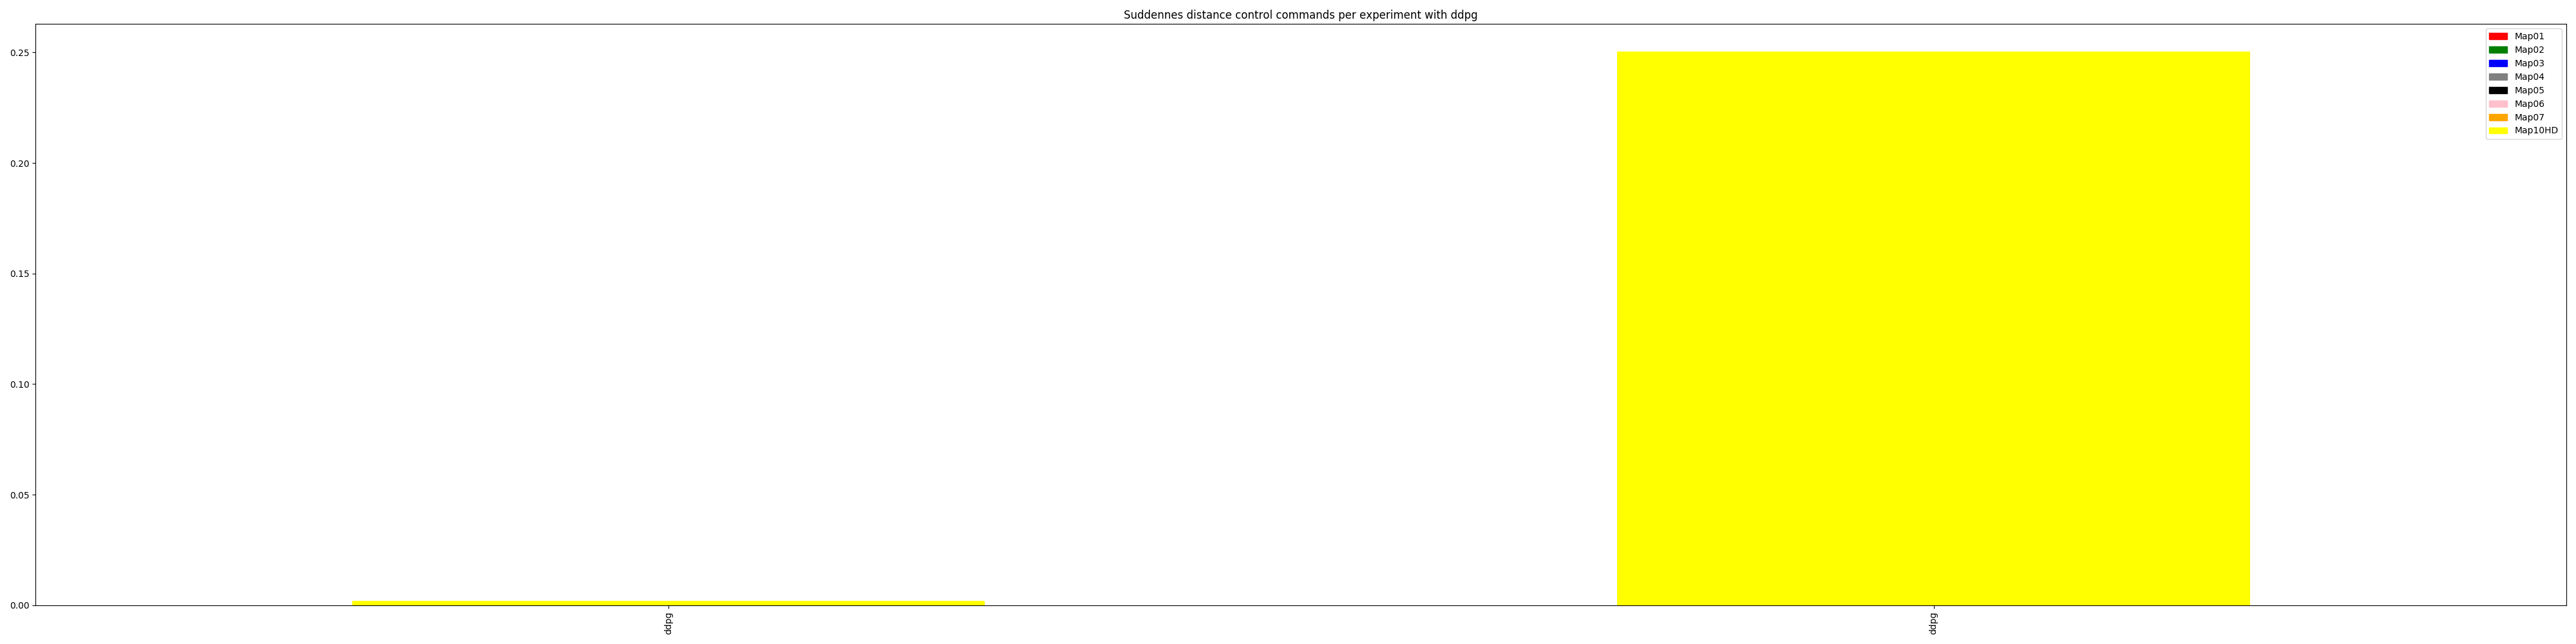 Suddennes distance control commands per experiment with ddpg
0.25
0.20
0.15
0.10
0.05
0.00
Map01
Map02
Map03
Map04
Map05
Map06
Map07
Map10HD
ddpg
ddpg